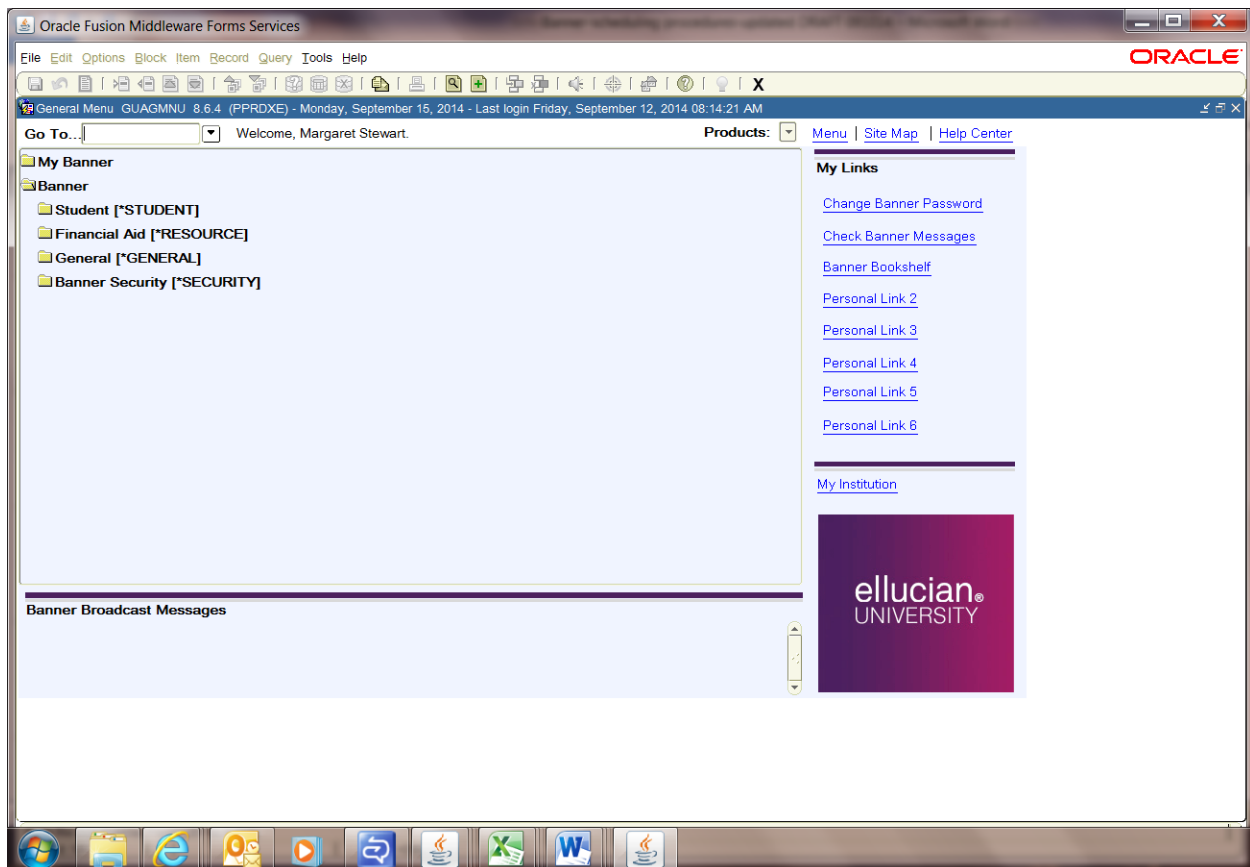 Oracle Fusion Middleware Forms Services
File Edit Options Block Item Record Query Tools Help
ORACLE
X
General Menu GUAGMNU 8.6.4 (PPRDXE) - Monday, September 15, 2014 - Last login Friday, September 12, 2014 08:14:21 AM
Go To... Welcome, Margaret Stewart. Products: Menu | Site Map | Help Center
My Banner
Banner
Student [*STUDENT]
Financial Aid [*RESOURCE]
General [*GENERAL]
Banner Security [*SECURITY]
My Links
Change Banner Password
Check Banner Messages
Banner Bookshelf
Personal Link 2
Personal Link 3
Personal Link 4
Personal Link 5
Personal Link 6
My Institution
ellucian®
UNIVERSITY
Banner Broadcast Messages